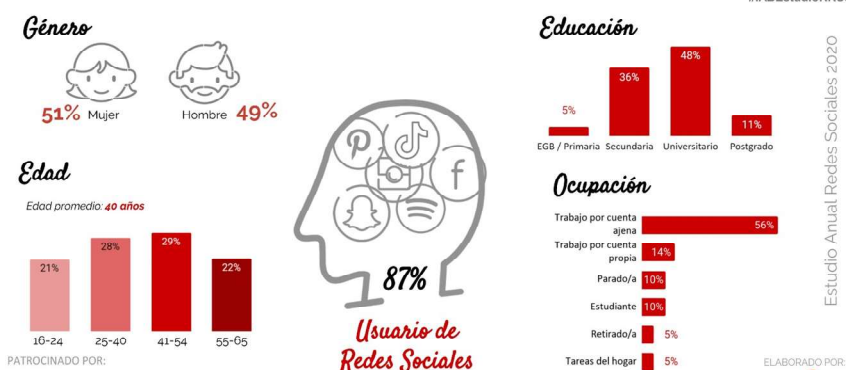 Género
51% Mujer
Hombre 49%
Edad
Edad promedio: 40 años
21%
28%
29%
22%
16-24
25-40
41-54
55-65
PATROCINADO POR:
87%
Usuario de
Redes Sociales
Educación
5%
36%
48%
11%
EGB / Primaria
Secundaria
Universitario
Postgrado
Ocupación
Trabajo por cuenta
ajena
56%
Trabajo por cuenta
propia
14%
Parado/a
10%
Estudiante
10%
Retirado/a
5%
Tareas del hogar
5%
Estudio Anual Redes Sociales 2020
ELABORADO POR: